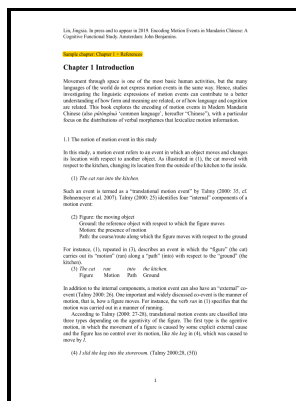 Lin, Jingxia. In press and to appear in 2019. Encoding Motion Events in Mandarin Chinese: A
Cognitive Functional Study. Amsterdam: John Benjamins.
Sample chapter: Chapter 1 + References
Chapter 1 Introduction
Movement through space is one of the most basic human activities, but the many
languages of the world do not express motion events in the same way. Hence, studies
investigating the linguistic expressions of motion events can contribute to a better
understanding of how form and meaning are related, or of how language and cognition
are related. This book explores the encoding of motion events in Modern Mandarin
Chinese (also pǔtōnghuà ‘common language’, hereafter “Chinese”), with a particular
focus on the distributions of verbal morphemes that lexicalize motion information.
1.1 The notion of motion event in this study
In this study, a motion event refers to an event in which an object moves and changes
its location with respect to another object. As illustrated in (1), the cat moved with
respect to the kitchen, changing its location from the outside of the kitchen to the inside.
(1) The cat ran into the kitchen.
Such an event is termed as a “translational motion event” by Talmy (2000: 35, cf.
Bohnemeyer et al. 2007). Talmy (2000: 25) identifies four “internal” components of a
motion event:
(2) Figure: the moving object
Ground: the reference object with respect to which the figure moves
Motion: the presence of motion
Path: the course/route along which the figure moves with respect to the ground
For instance, (1), repeated in (3), describes an event in which the “figure” (the cat)
carries out its “motion” (run) along a “path” (into) with respect to the “ground” (the
kitchen).
(3) The cat ran into the kitchen.
Figure Motion Path Ground
In addition to the internal components, a motion event can also have an “external” co-
event (Talmy 2000: 26). One important and widely discussed co-event is the manner of
motion, that is, how a figure moves. For instance, the verb ran in (1) specifies that the
motion was carried out in a manner of running.
According to Talmy (2000: 27-28), translational motion events are classified into
three types depending on the agentivity of the figure. The first type is the agentive
motion, in which the movement of a figure is caused by some explicit external cause
and the figure has no control over its motion, like the keg in (4), which was caused to
move by I.
(4) I slid the keg into the storeroom. (Talmy 2000:28, (5f))
1